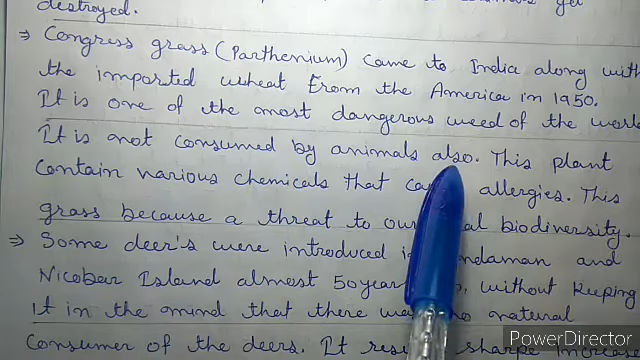 destroyed.
⇒ Congress grass (Parthenium) came to India along with
the imported wheat from the America in 1950.
It is one of the most dangerous weed of the world
It is not consumed by animals also. This plant
contain various chemicals that ca allergies. This
grass because a threat to our al biodiversity.
⇒ Some deer's were introduced i ndaman and
Nicobar Island almost 50 year o, without keeping
it in the mind that there wa no natural
consumer of the deers. It res sharpe increas
PowerDirector